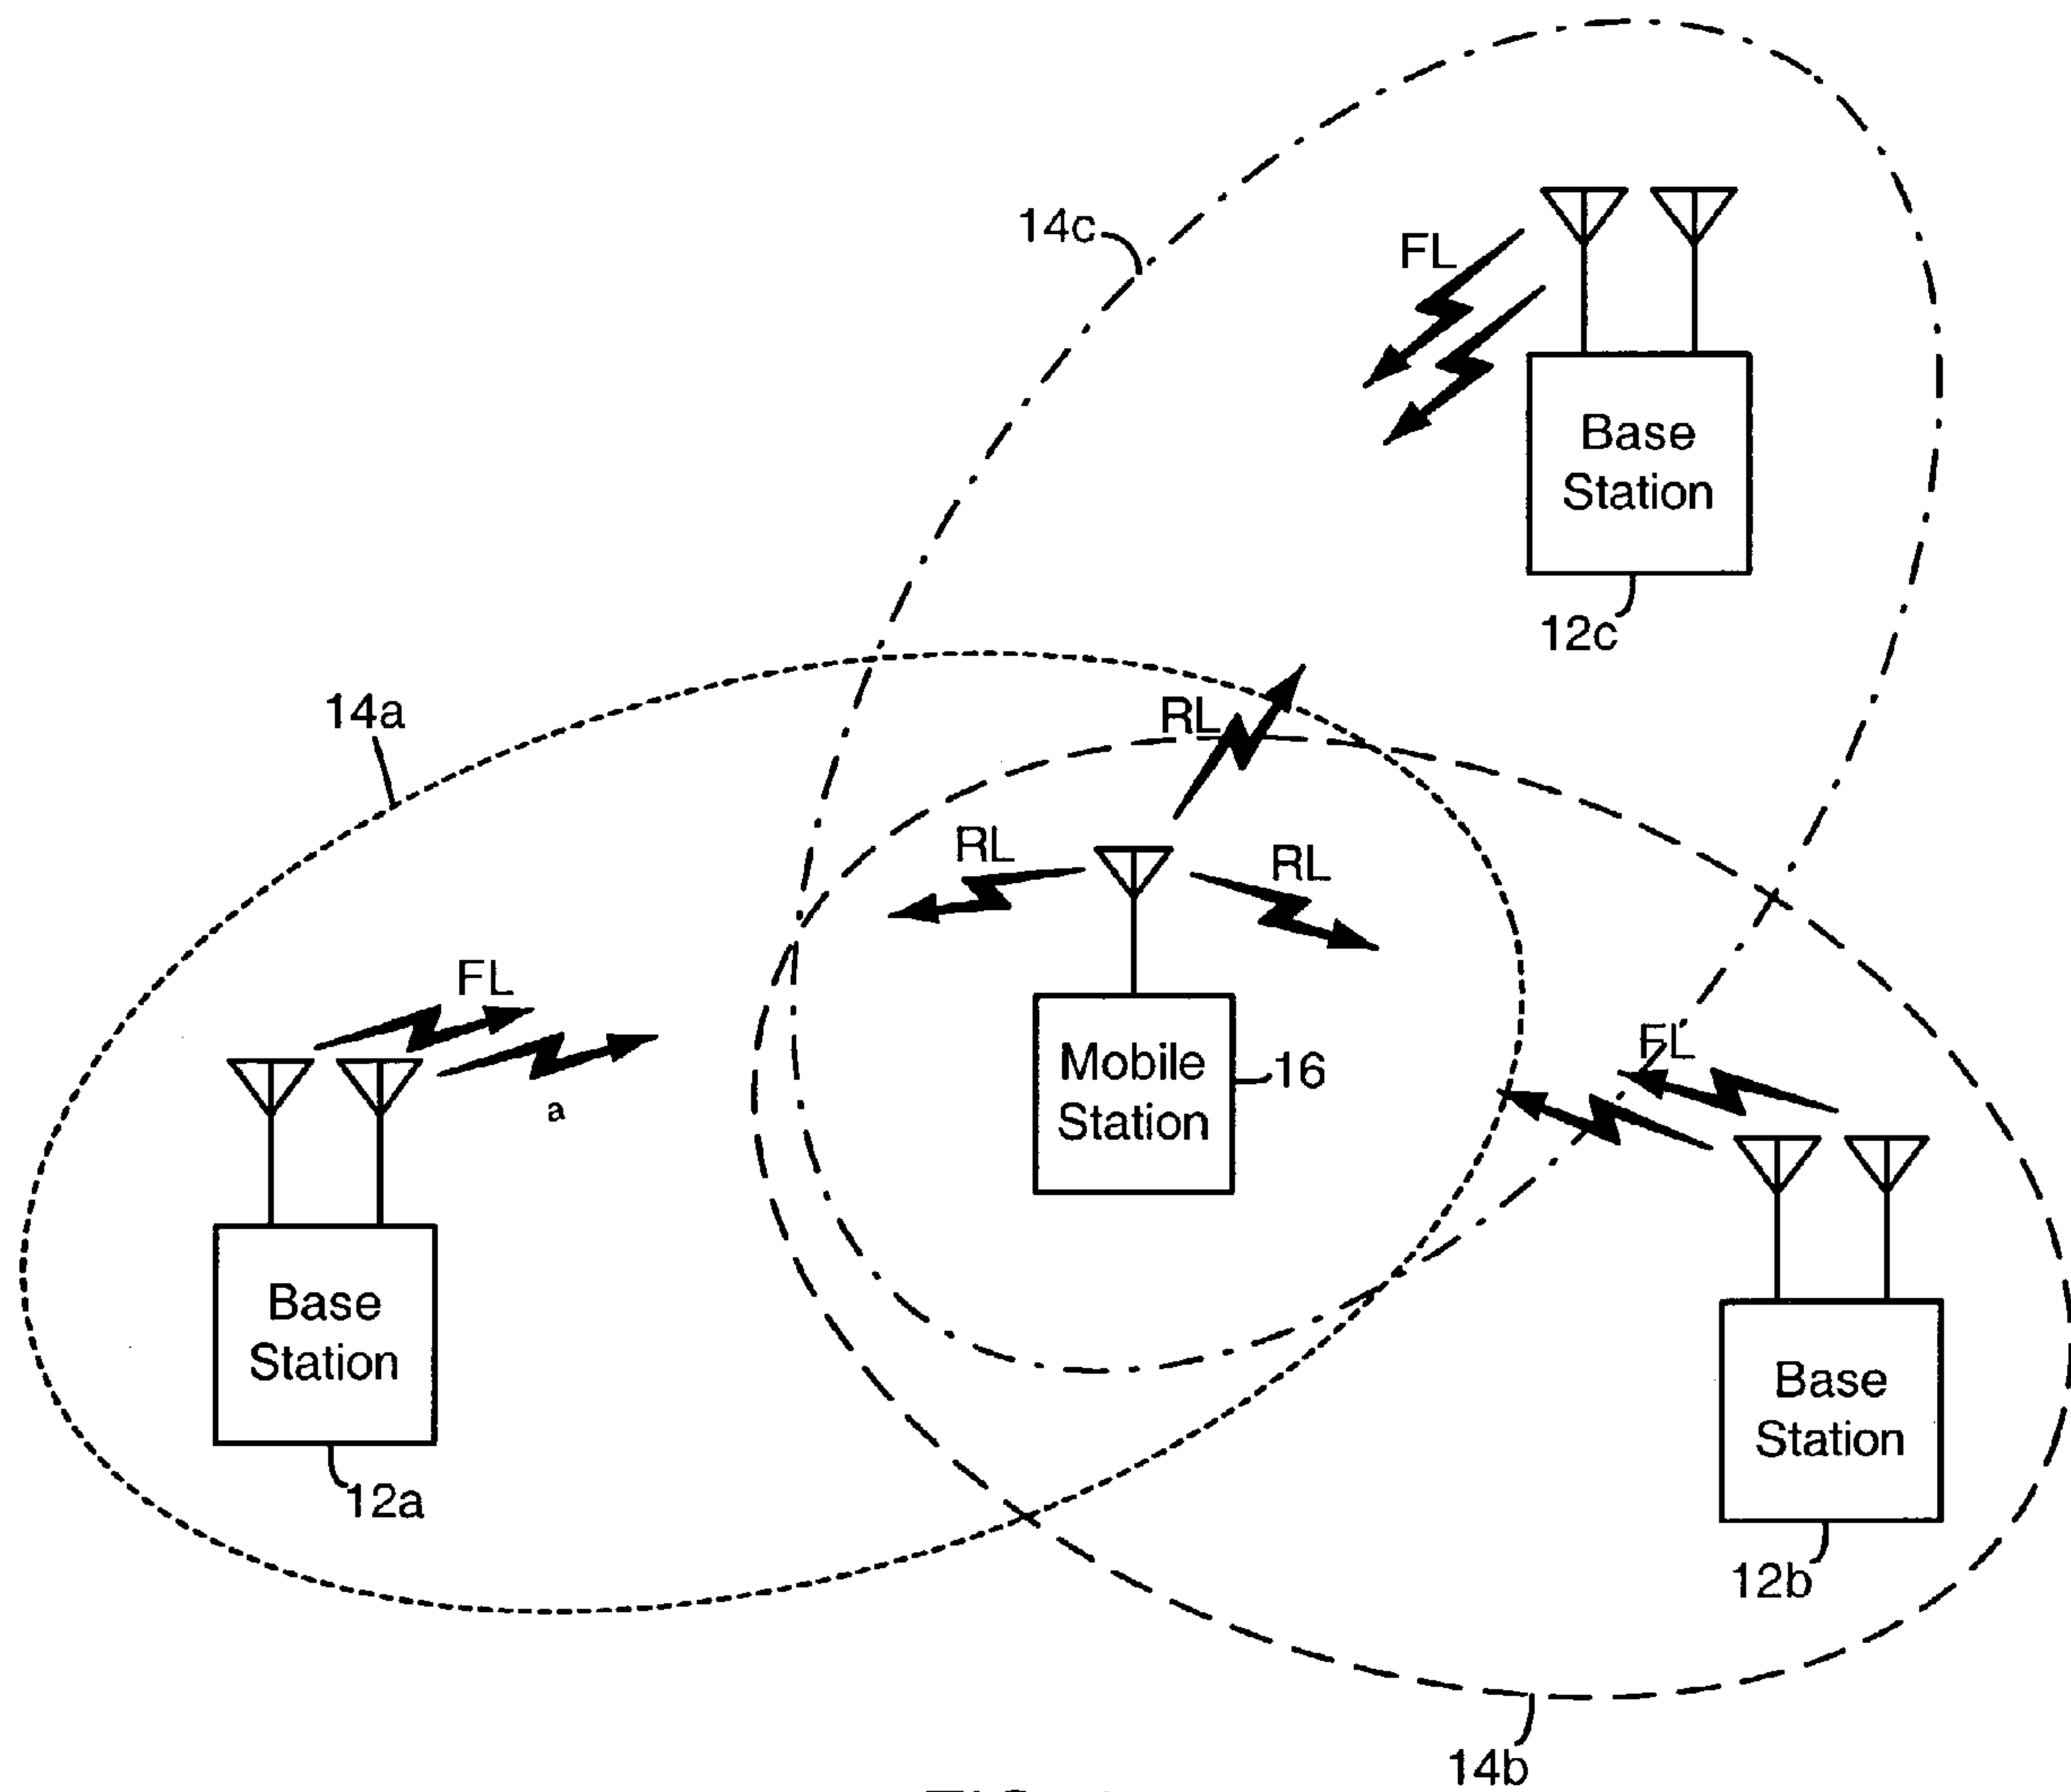 14c
FL
Base
Station
12c
14a
RL
RL
RL
FL
a
Mobile
Station
16
FL
Base
Station
12a
Base
Station
12b
14b